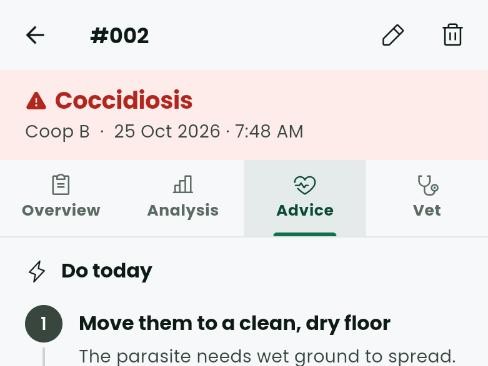 #002
Coccidiosis
Coop B · 25 Oct 2026 · 7:48 AM
Overview
Analysis
Advice
Vet
Do today
1
Move them to a clean, dry floor
The parasite needs wet ground to spread.